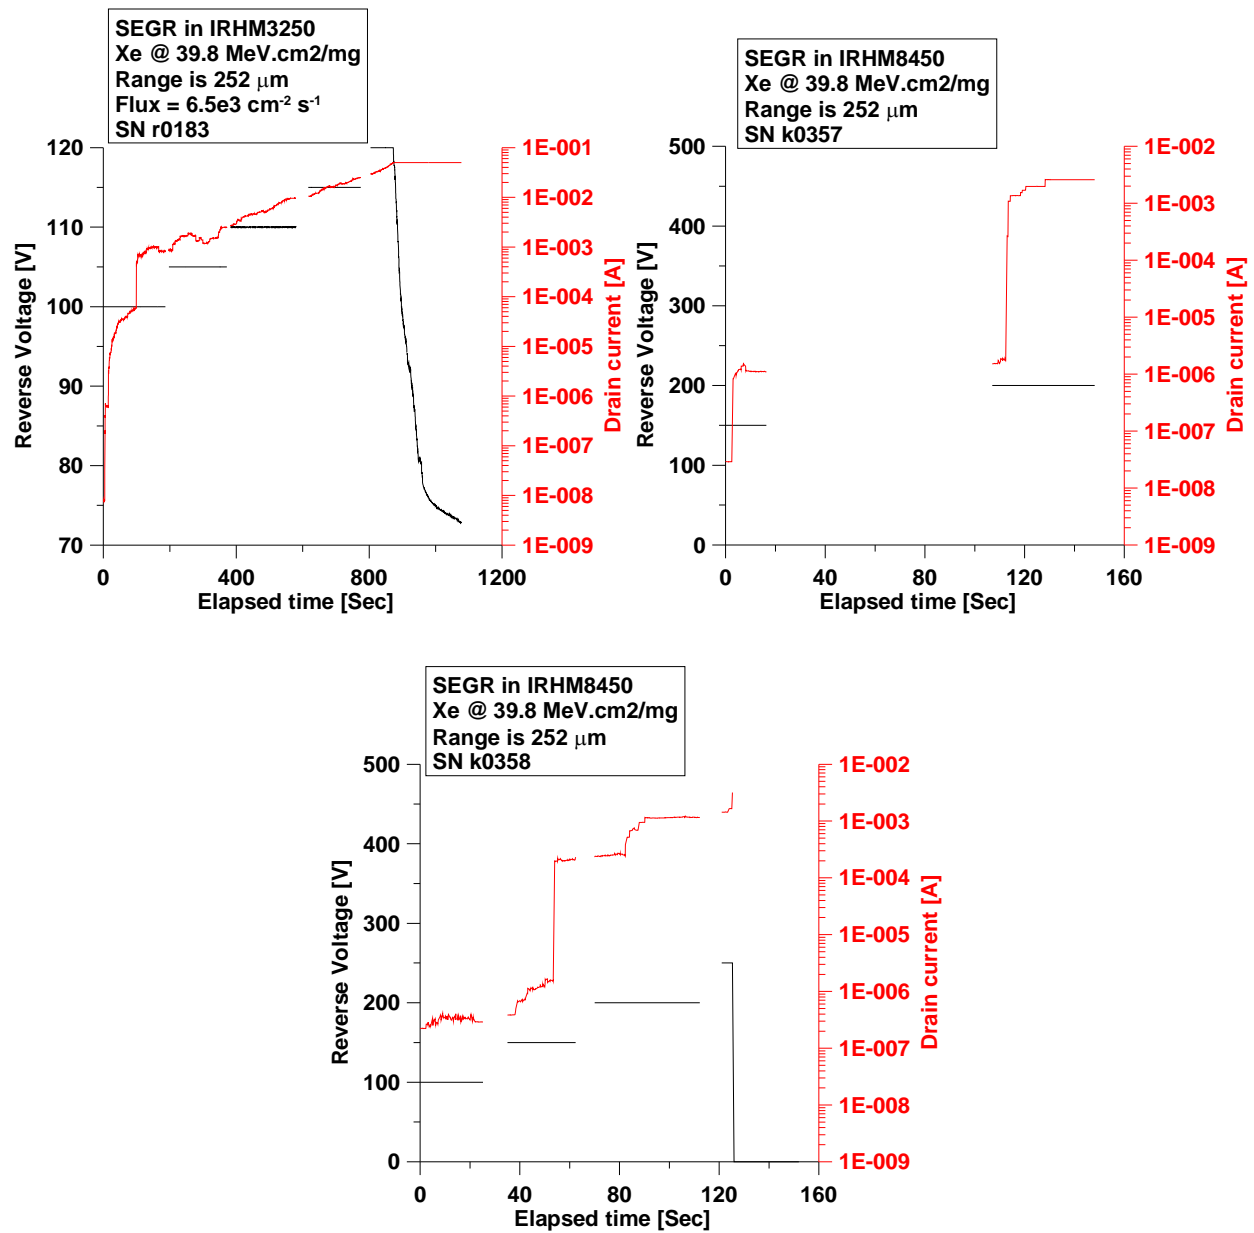 SEGR in IRHM3250
Xe @ 39.8 MeV.cm2/mg
Range is 252 μm
Flux = 6.5e3 cm⁻² s⁻¹
SN r0183
120
110
100
90
80
70
Reverse Voltage [V]
0
400
800
1200
Elapsed time [Sec]
1E-001
1E-002
1E-003
1E-004
1E-005
1E-006
1E-007
1E-008
1E-009
Drain current [A]
SEGR in IRHM8450
Xe @ 39.8 MeV.cm2/mg
Range is 252 μm
SN k0357
500
400
300
200
100
0
Reverse Voltage [V]
0
40
80
120
160
Elapsed time [Sec]
1E-002
1E-003
1E-004
1E-005
1E-006
1E-007
1E-008
1E-009
Drain current [A]
SEGR in IRHM8450
Xe @ 39.8 MeV.cm2/mg
Range is 252 μm
SN k0358
500
400
300
200
100
0
Reverse Voltage [V]
0
40
80
120
160
Elapsed time [Sec]
1E-002
1E-003
1E-004
1E-005
1E-006
1E-007
1E-008
1E-009
Drain current [A]